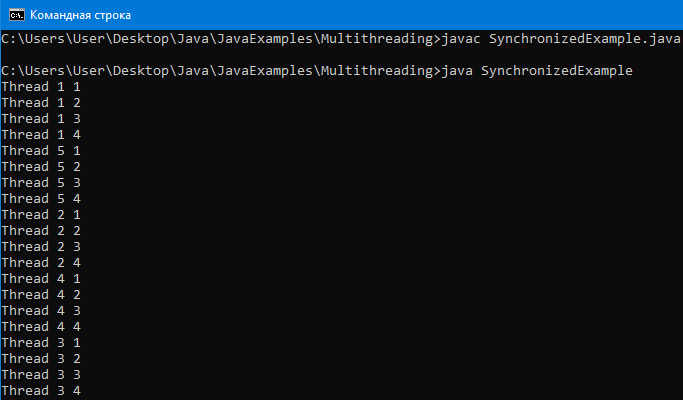 Командная строка
C:\Users\User\Desktop\Java\JavaExamples\Multithreading>javac SynchronizedExample.java
C:\Users\User\Desktop\Java\JavaExamples\Multithreading>java SynchronizedExample
Thread 1 1
Thread 1 2
Thread 1 3
Thread 1 4
Thread 5 1
Thread 5 2
Thread 5 3
Thread 5 4
Thread 2 1
Thread 2 2
Thread 2 3
Thread 2 4
Thread 4 1
Thread 4 2
Thread 4 3
Thread 4 4
Thread 3 1
Thread 3 2
Thread 3 3
Thread 3 4